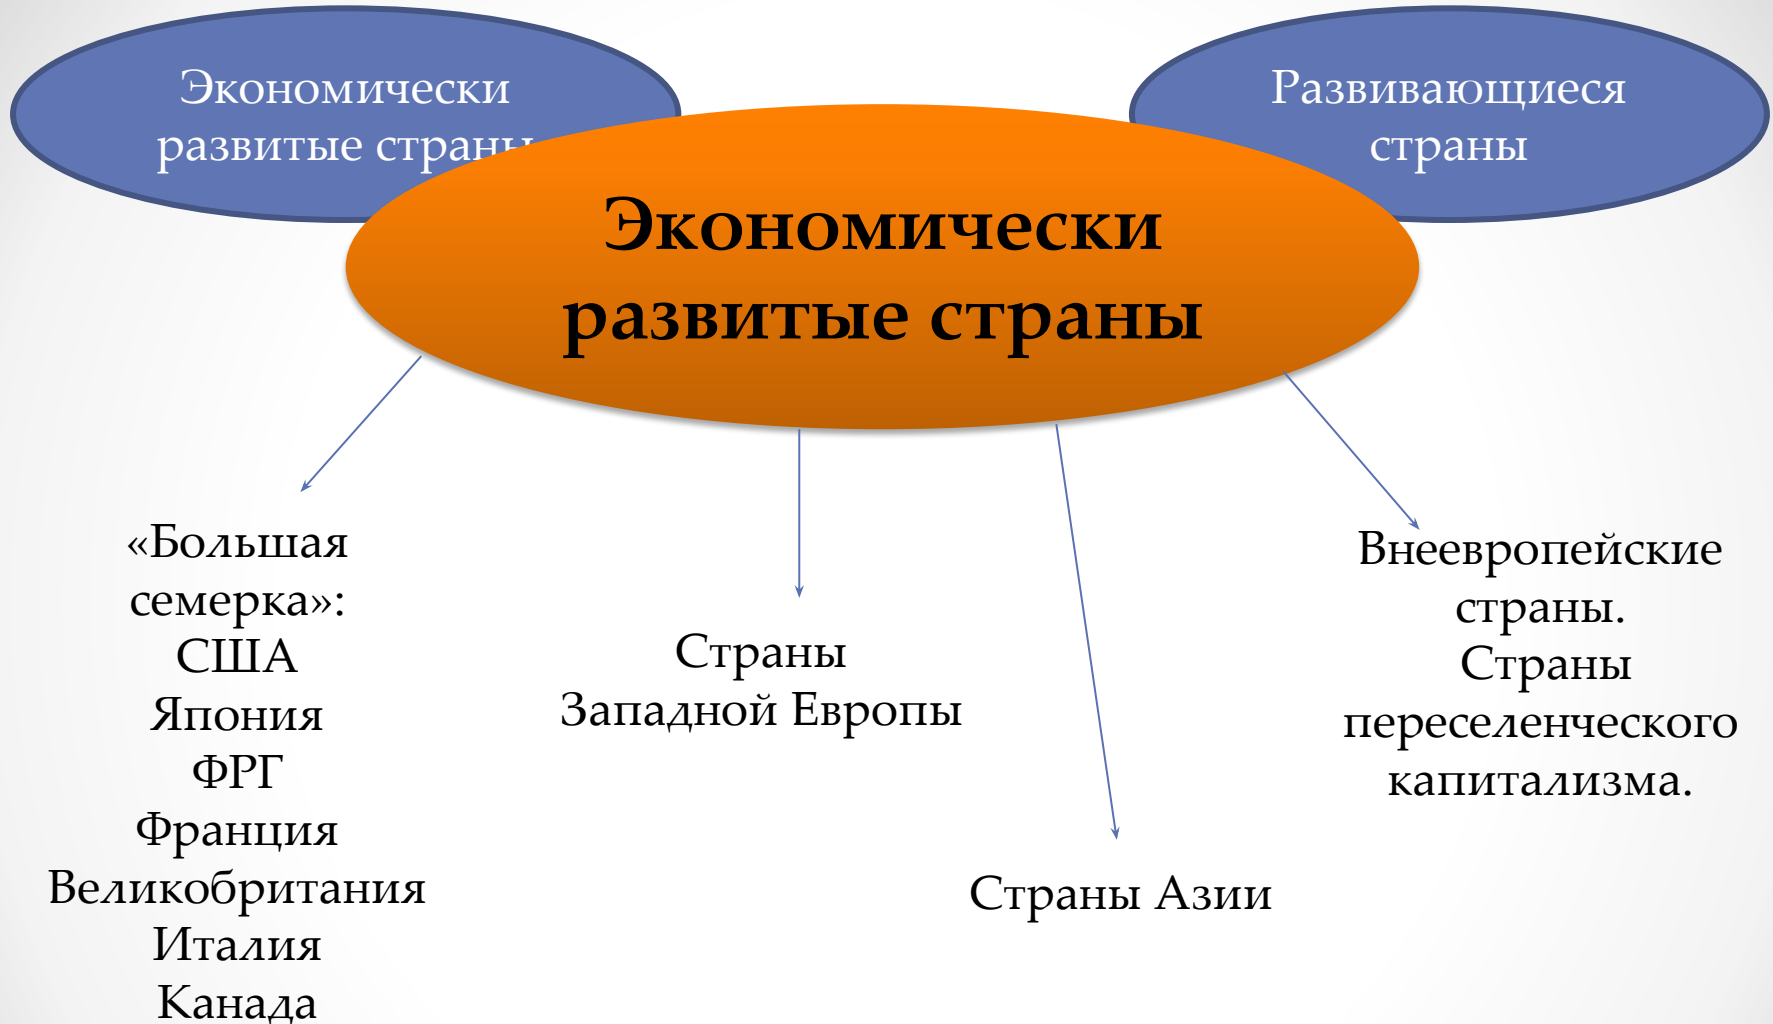 Экономически
развитые страны
Развивающиеся
страны
Экономически
развитые страны
«Большая
семерка»:
США
Япония
ФРГ
Франция
Великобритания
Италия
Канада
Страны
Западной Европы
Страны Азии
Внеевропейские
страны.
Страны
переселенческого
капитализма.